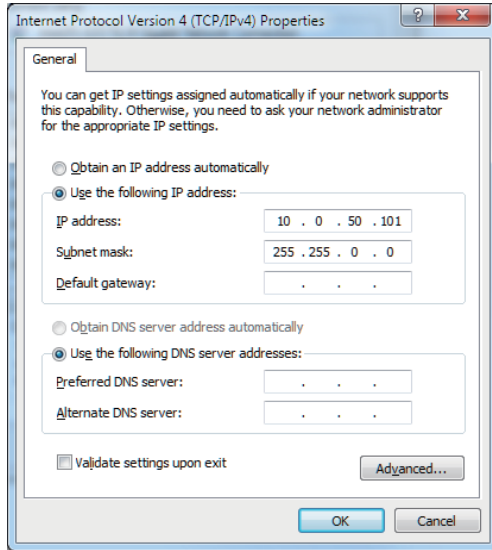 Internet Protocol Version 4 (TCP/IPv4) Properties
General
You can get IP settings assigned automatically if your network supports
this capability. Otherwise, you need to ask your network administrator
for the appropriate IP settings.
Obtain an IP address automatically
Use the following IP address:
IP address: 10 . 0 . 50 . 101
Subnet mask: 255 . 255 . 0 . 0
Default gateway: . . .
Obtain DNS server address automatically
Use the following DNS server addresses:
Preferred DNS server: . . .
Alternate DNS server: . . .
Validate settings upon exit
Advanced...
OK Cancel